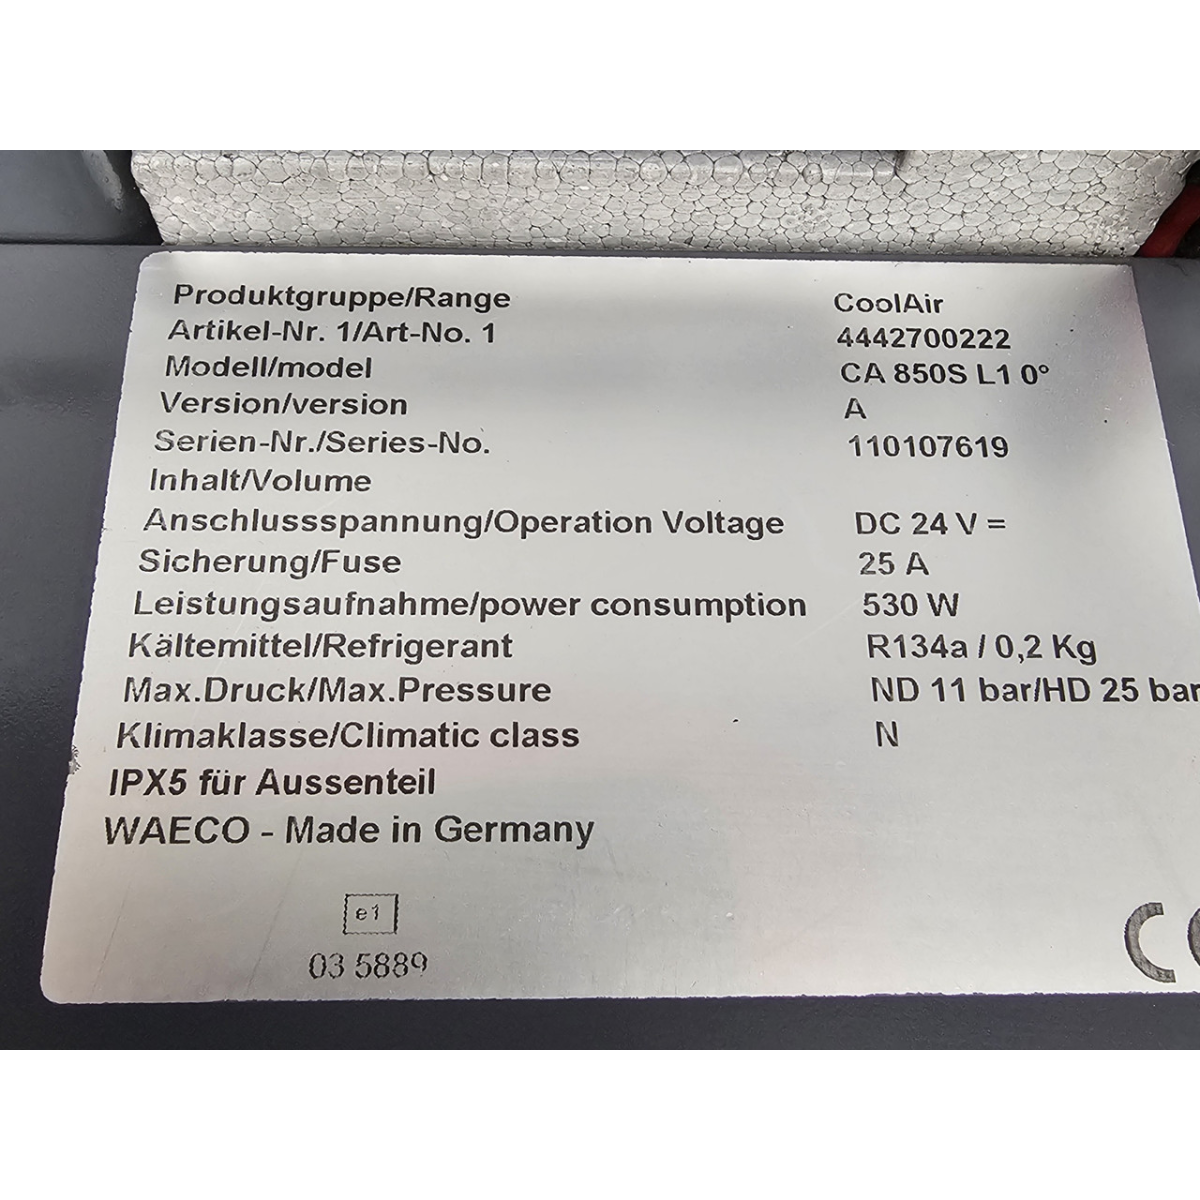 Produktgruppe/Range CoolAir
Artikel-Nr. 1/Art-No. 1 4442700222
Modell/model CA 850S L1 0°
Version/version A
Serien-Nr./Series-No. 110107619
Inhalt/Volume
Anschlussspannung/Operation Voltage DC 24 V =
Sicherung/Fuse 25 A
Leistungsaufnahme/power consumption 530 W
Kältemittel/Refrigerant R134a / 0,2 Kg
Max.Druck/Max.Pressure ND 11 bar/HD 25 bar
Klimaklasse/Climatic class N
IPX5 für Aussenteil
WAECO - Made in Germany
e1
03 5889
CE